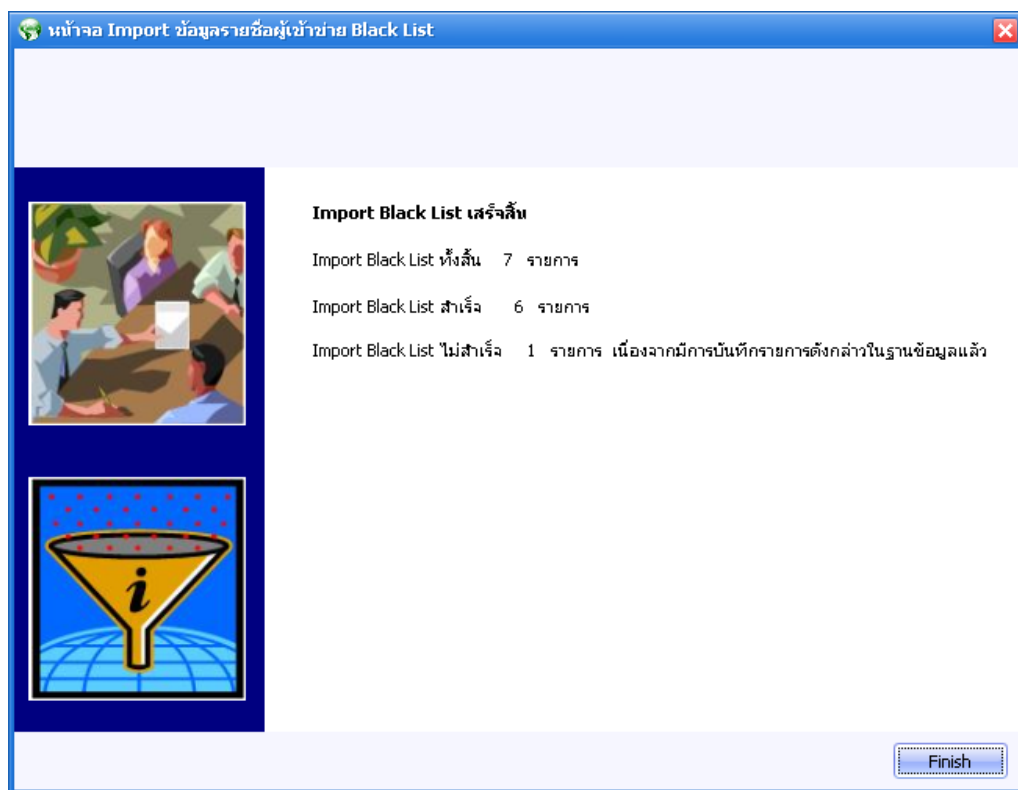 หน้าจอ Import ข้อมูลรายชื่อผู้เข้าข่าย Black List
Import Black List เสร็จสิ้น
Import Black List ทั้งสิ้น 7 รายการ
Import Black List สำเร็จ 6 รายการ
Import Black List ไม่สำเร็จ 1 รายการ เนื่องจากมีการบันทึกรายการดังกล่าวในฐานข้อมูลแล้ว
i
Finish